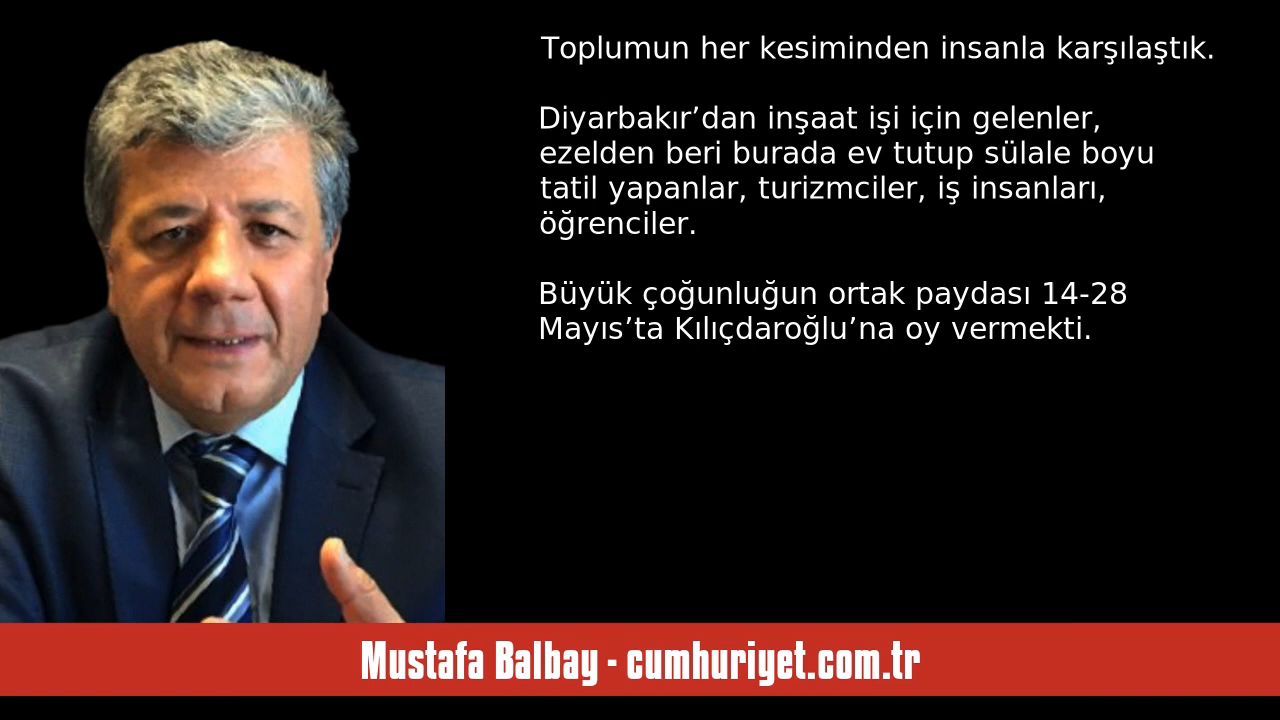 Toplumun her kesiminden insanla karşılaştık.
Diyarbakır’dan inşaat işi için gelenler,
ezelden beri burada ev tutup sülale boyu
tatil yapanlar, turizmciler, iş insanları,
öğrenciler.
Büyük çoğunluğun ortak paydası 14-28
Mayıs’ta Kılıçdaroğlu’na oy vermekti.
Mustafa Balbay - cumhuriyet.com.tr